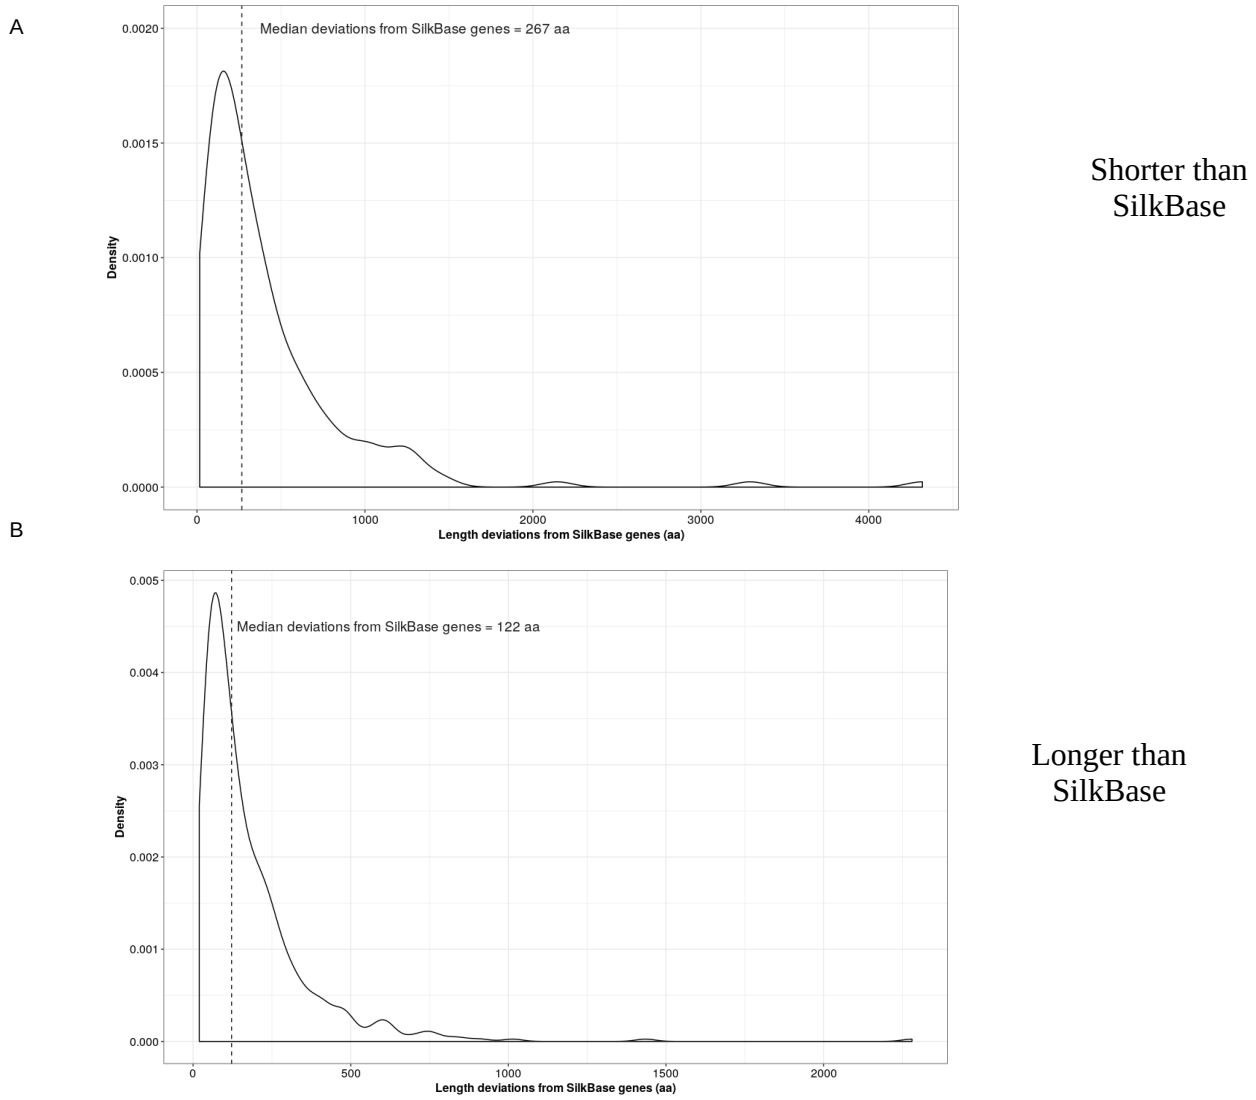 A
Median deviations from SilkBase genes = 267 aa
0.0020
0.0015
0.0010
0.0005
0.0000
Density
0 1000 2000 3000 4000
Length deviations from SilkBase genes (aa)
Shorter than
SilkBase
B
Median deviations from SilkBase genes = 122 aa
0.005
0.004
0.003
0.002
0.001
0.000
Density
0 500 1000 1500 2000
Length deviations from SilkBase genes (aa)
Longer than
SilkBase